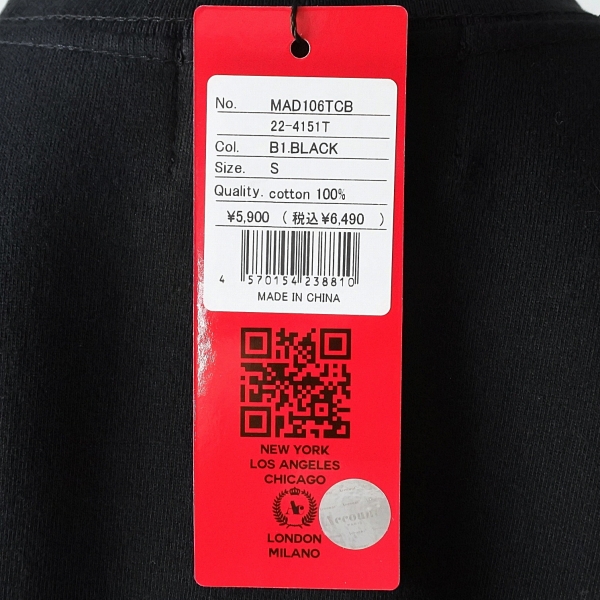 No. MAD106TCB
22-4151T
Col. B1.BLACK
Size. S
Quality. cotton 100%
¥5,900 (税込¥6,490 )
4 570154 238810
MADE IN CHINA
NEW YORK
LOS ANGELES
CHICAGO
Ar
LONDON
MILANO